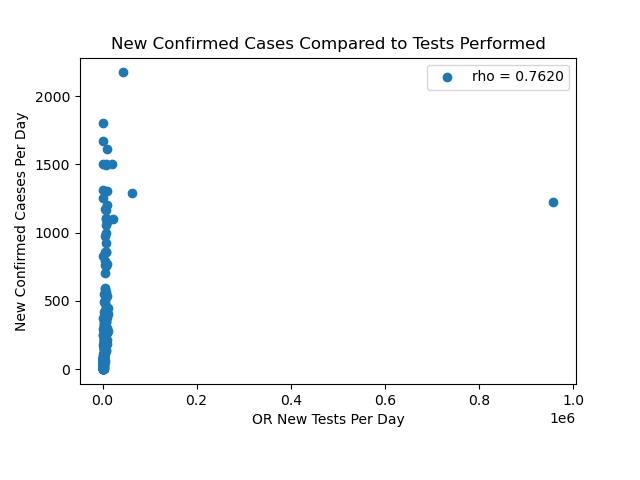 New Confirmed Cases Compared to Tests Performed
rho = 0.7620
New Confirmed Caeses Per Day
2000
1500
1000
500
0
0.0 0.2 0.4 0.6 0.8 1.0
1e6
OR New Tests Per Day